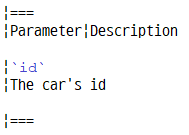 ¦===
¦Parameter¦Description
¦`id`
¦The car's id
¦===